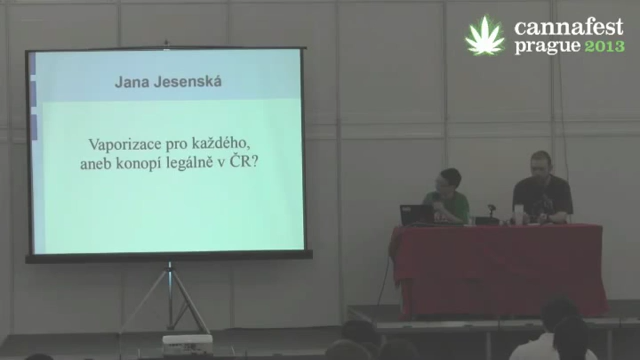 cannafest
prague 2013
Jana Jesenská
Vaporizace pro každého,
aneb konopí legálně v ČR?